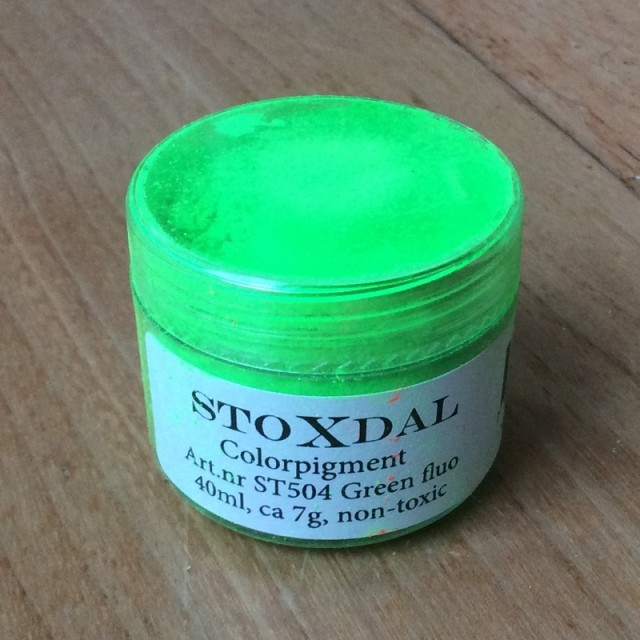 STOXDAL
Colorpigment
Art.nr ST504 Green fluo
40ml, ca 7g, non-toxic